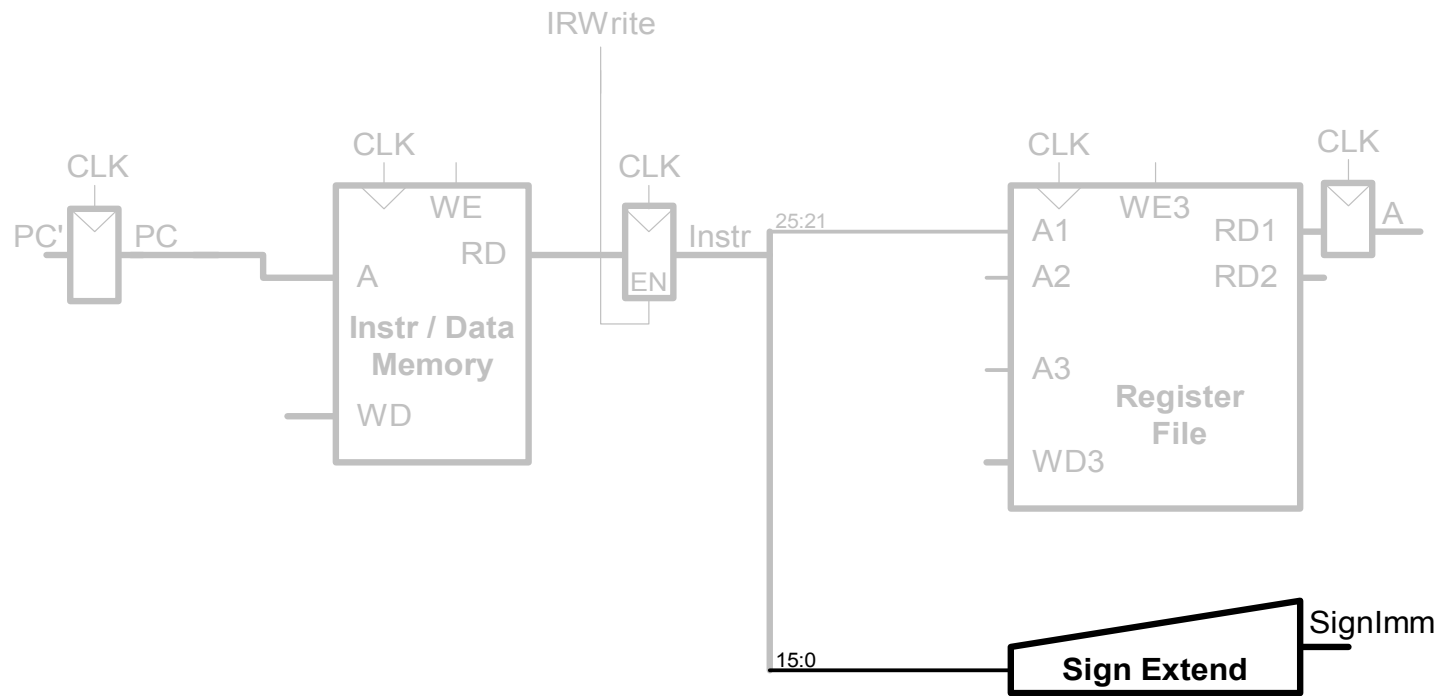 IRWrite
CLK
CLK
CLK
CLK
CLK
PC'
PC
WE
RD
A
Instr / Data
Memory
WD
EN
Instr
25:21
A1
A2
A3
WD3
WE3
RD1
RD2
Register
File
A
15:0
Sign Extend
SignImm